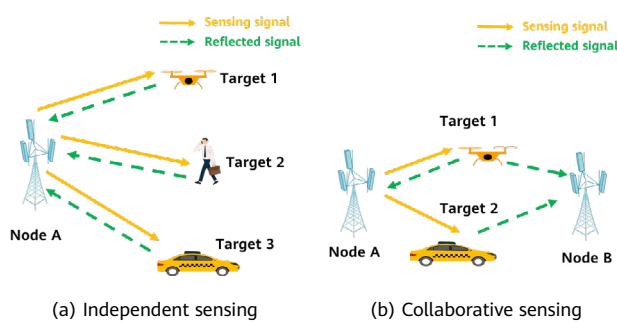 Sensing signal
Reflected signal
Target 1
Target 2
Node A
Target 3
(a) Independent sensing
Sensing signal
Reflected signal
Target 1
Target 2
Node A
Node B
(b) Collaborative sensing